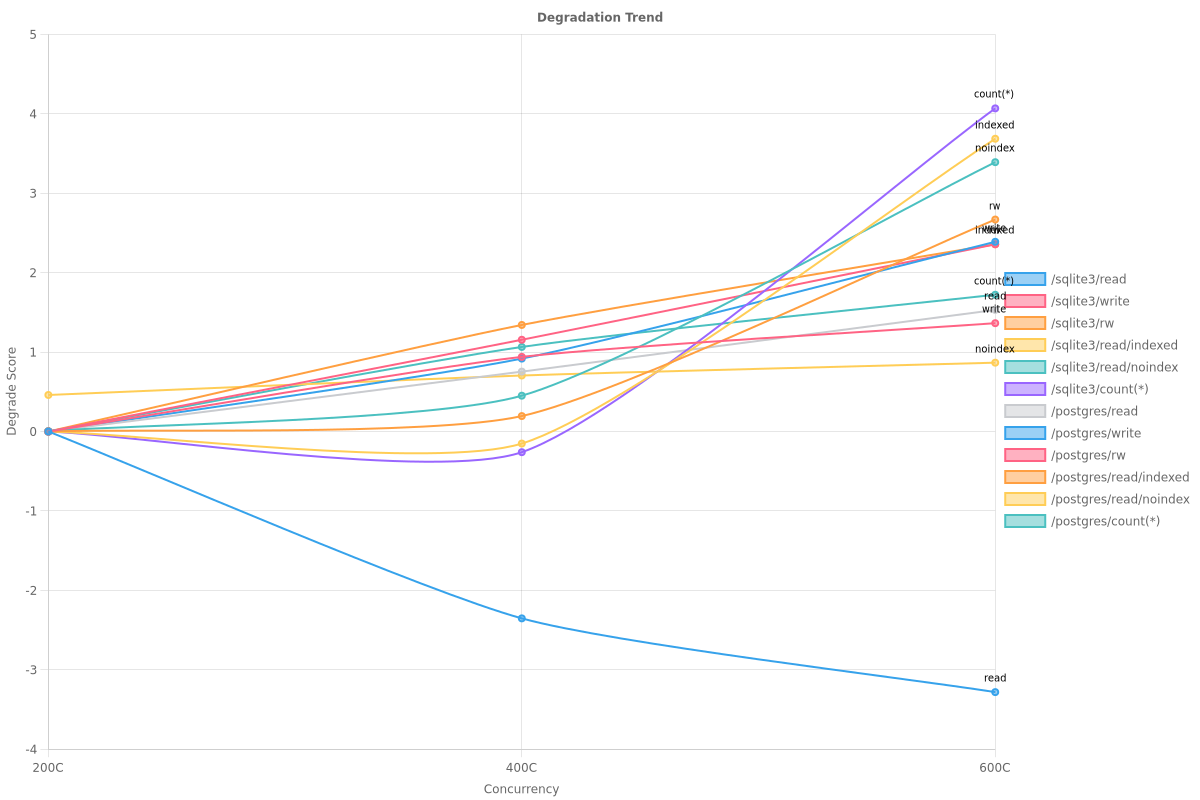 Degradation Trend
5
4
3
2
1
0
-1
-2
-3
-4
Degrade Score
200C
400C
600C
Concurrency
count(*)
indexed
noindex
rw
indexed
count(*)
read
write
noindex
read
/sqlite3/read
/sqlite3/write
/sqlite3/rw
/sqlite3/read/indexed
/sqlite3/read/noindex
/sqlite3/count(*)
/postgres/read
/postgres/write
/postgres/rw
/postgres/read/indexed
/postgres/read/noindex
/postgres/count(*)